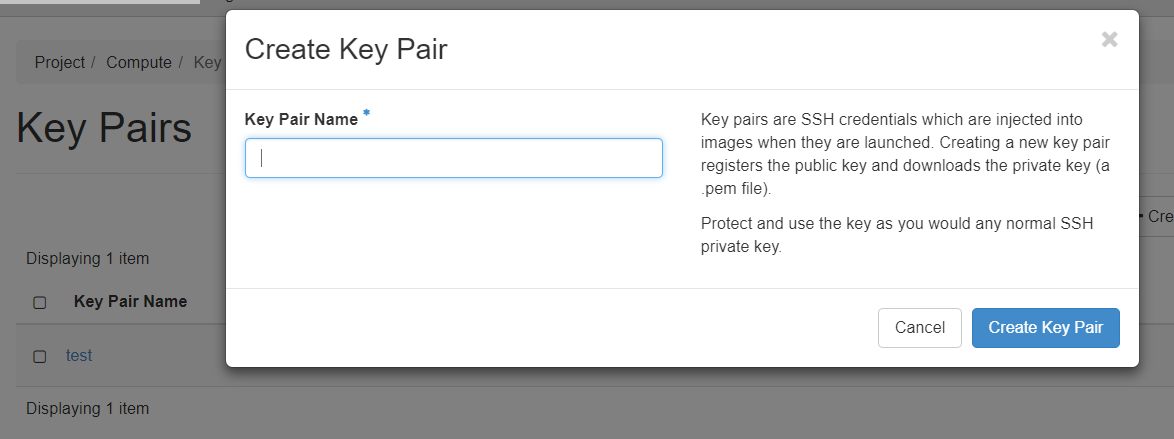 Create Key Pair
×
Project / Compute / Key
Key Pairs
Key Pair Name *
Key pairs are SSH credentials which are injected into
images when they are launched. Creating a new key pair
registers the public key and downloads the private key (a
.pem file).
Protect and use the key as you would any normal SSH
private key.
Cre
Displaying 1 item
Key Pair Name
Cancel
Create Key Pair
test
Displaying 1 item